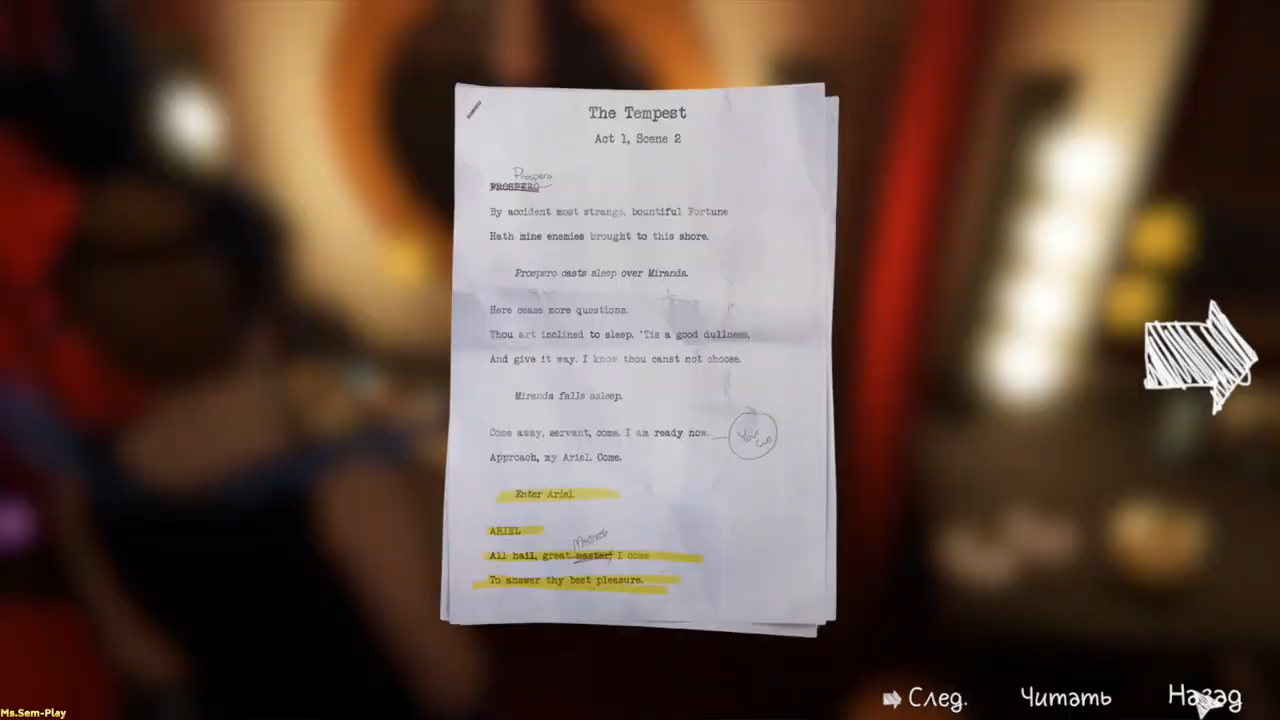 The Tempest
Act 1, Scene 2
Prospera
PROSPERO
By accident most strange, bountiful Fortune
Hath mine enemies brought to this shore.
Prospero casts sleep over Miranda.
Here cease more questions.
Thou art inclined to sleep. 'Tis a good dullness,
And give it way. I know thou canst not choose.
Miranda falls asleep.
Come away, servant, come. I am ready now.
Approach, my Ariel. Come.
Enter Ariel
ARIEL
Mistress
All hail, great master, I come
To answer thy best pleasure.
След. Читать Назад
Ms.Sem-Play